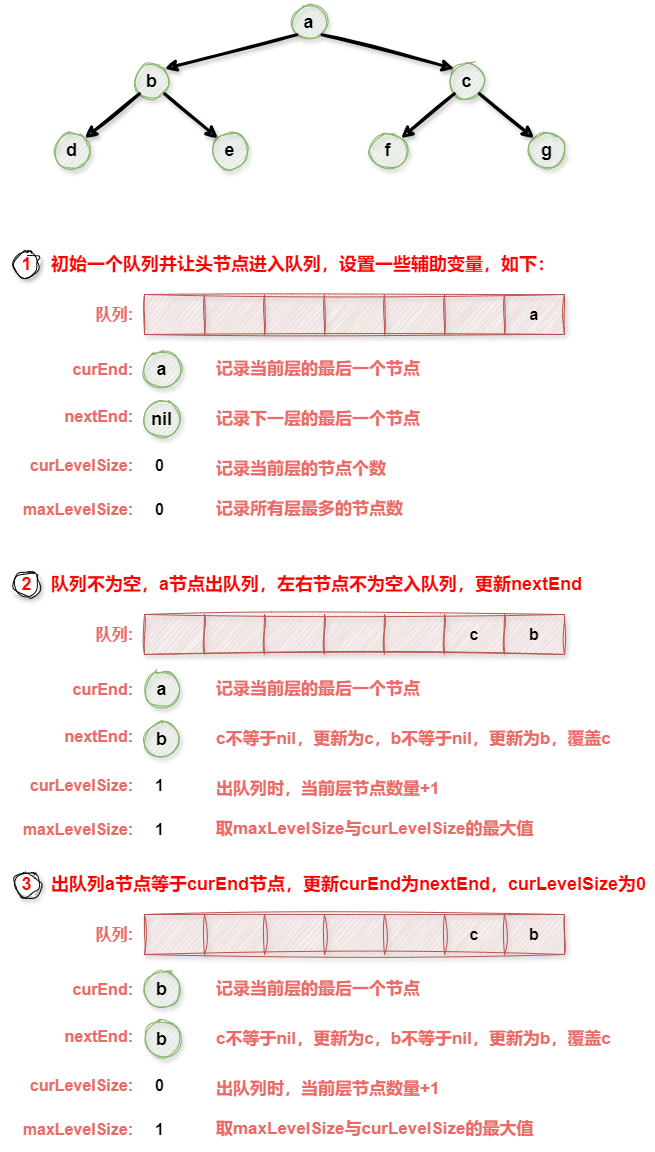 a
b c
d e f g
1 初始一个队列并让头节点进入队列，设置一些辅助变量，如下：
队列: a
curEnd: a 记录当前层的最后一个节点
nextEnd: nil 记录下一层的最后一个节点
curLevelSize: 0 记录当前层的节点个数
maxLevelSize: 0 记录所有层最多的节点数
2 队列不为空，a节点出队列，左右节点不为空入队列，更新nextEnd
队列: c b
curEnd: a 记录当前层的最后一个节点
nextEnd: b c不等于nil，更新为c，b不等于nil，更新为b，覆盖c
curLevelSize: 1 出队列时，当前层节点数量+1
maxLevelSize: 1 取maxLevelSize与curLevelSize的最大值
3 出队列a节点等于curEnd节点，更新curEnd为nextEnd，curLevelSize为0
队列: c b
curEnd: b 记录当前层的最后一个节点
nextEnd: b c不等于nil，更新为c，b不等于nil，更新为b，覆盖c
curLevelSize: 0 出队列时，当前层节点数量+1
maxLevelSize: 1 取maxLevelSize与curLevelSize的最大值